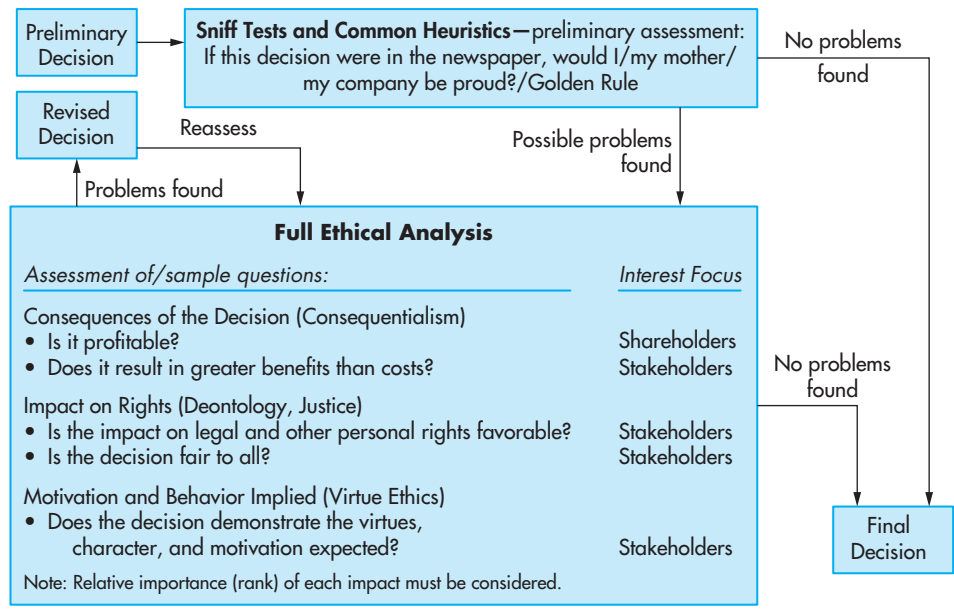 Preliminary
Decision
Sniff Tests and Common Heuristics—preliminary assessment:
If this decision were in the newspaper, would I/my mother/
my company be proud?/Golden Rule
No problems
found
Revised
Decision
Reassess
Possible problems
found
Problems found
Full Ethical Analysis
Assessment of/sample questions: Interest Focus
Consequences of the Decision (Consequentialism)
• Is it profitable? Shareholders
• Does it result in greater benefits than costs? Stakeholders
No problems
found
Impact on Rights (Deontology, Justice)
• Is the impact on legal and other personal rights favorable? Stakeholders
• Is the decision fair to all? Stakeholders
Motivation and Behavior Implied (Virtue Ethics)
• Does the decision demonstrate the virtues,
character, and motivation expected? Stakeholders
Note: Relative importance (rank) of each impact must be considered.
Final
Decision